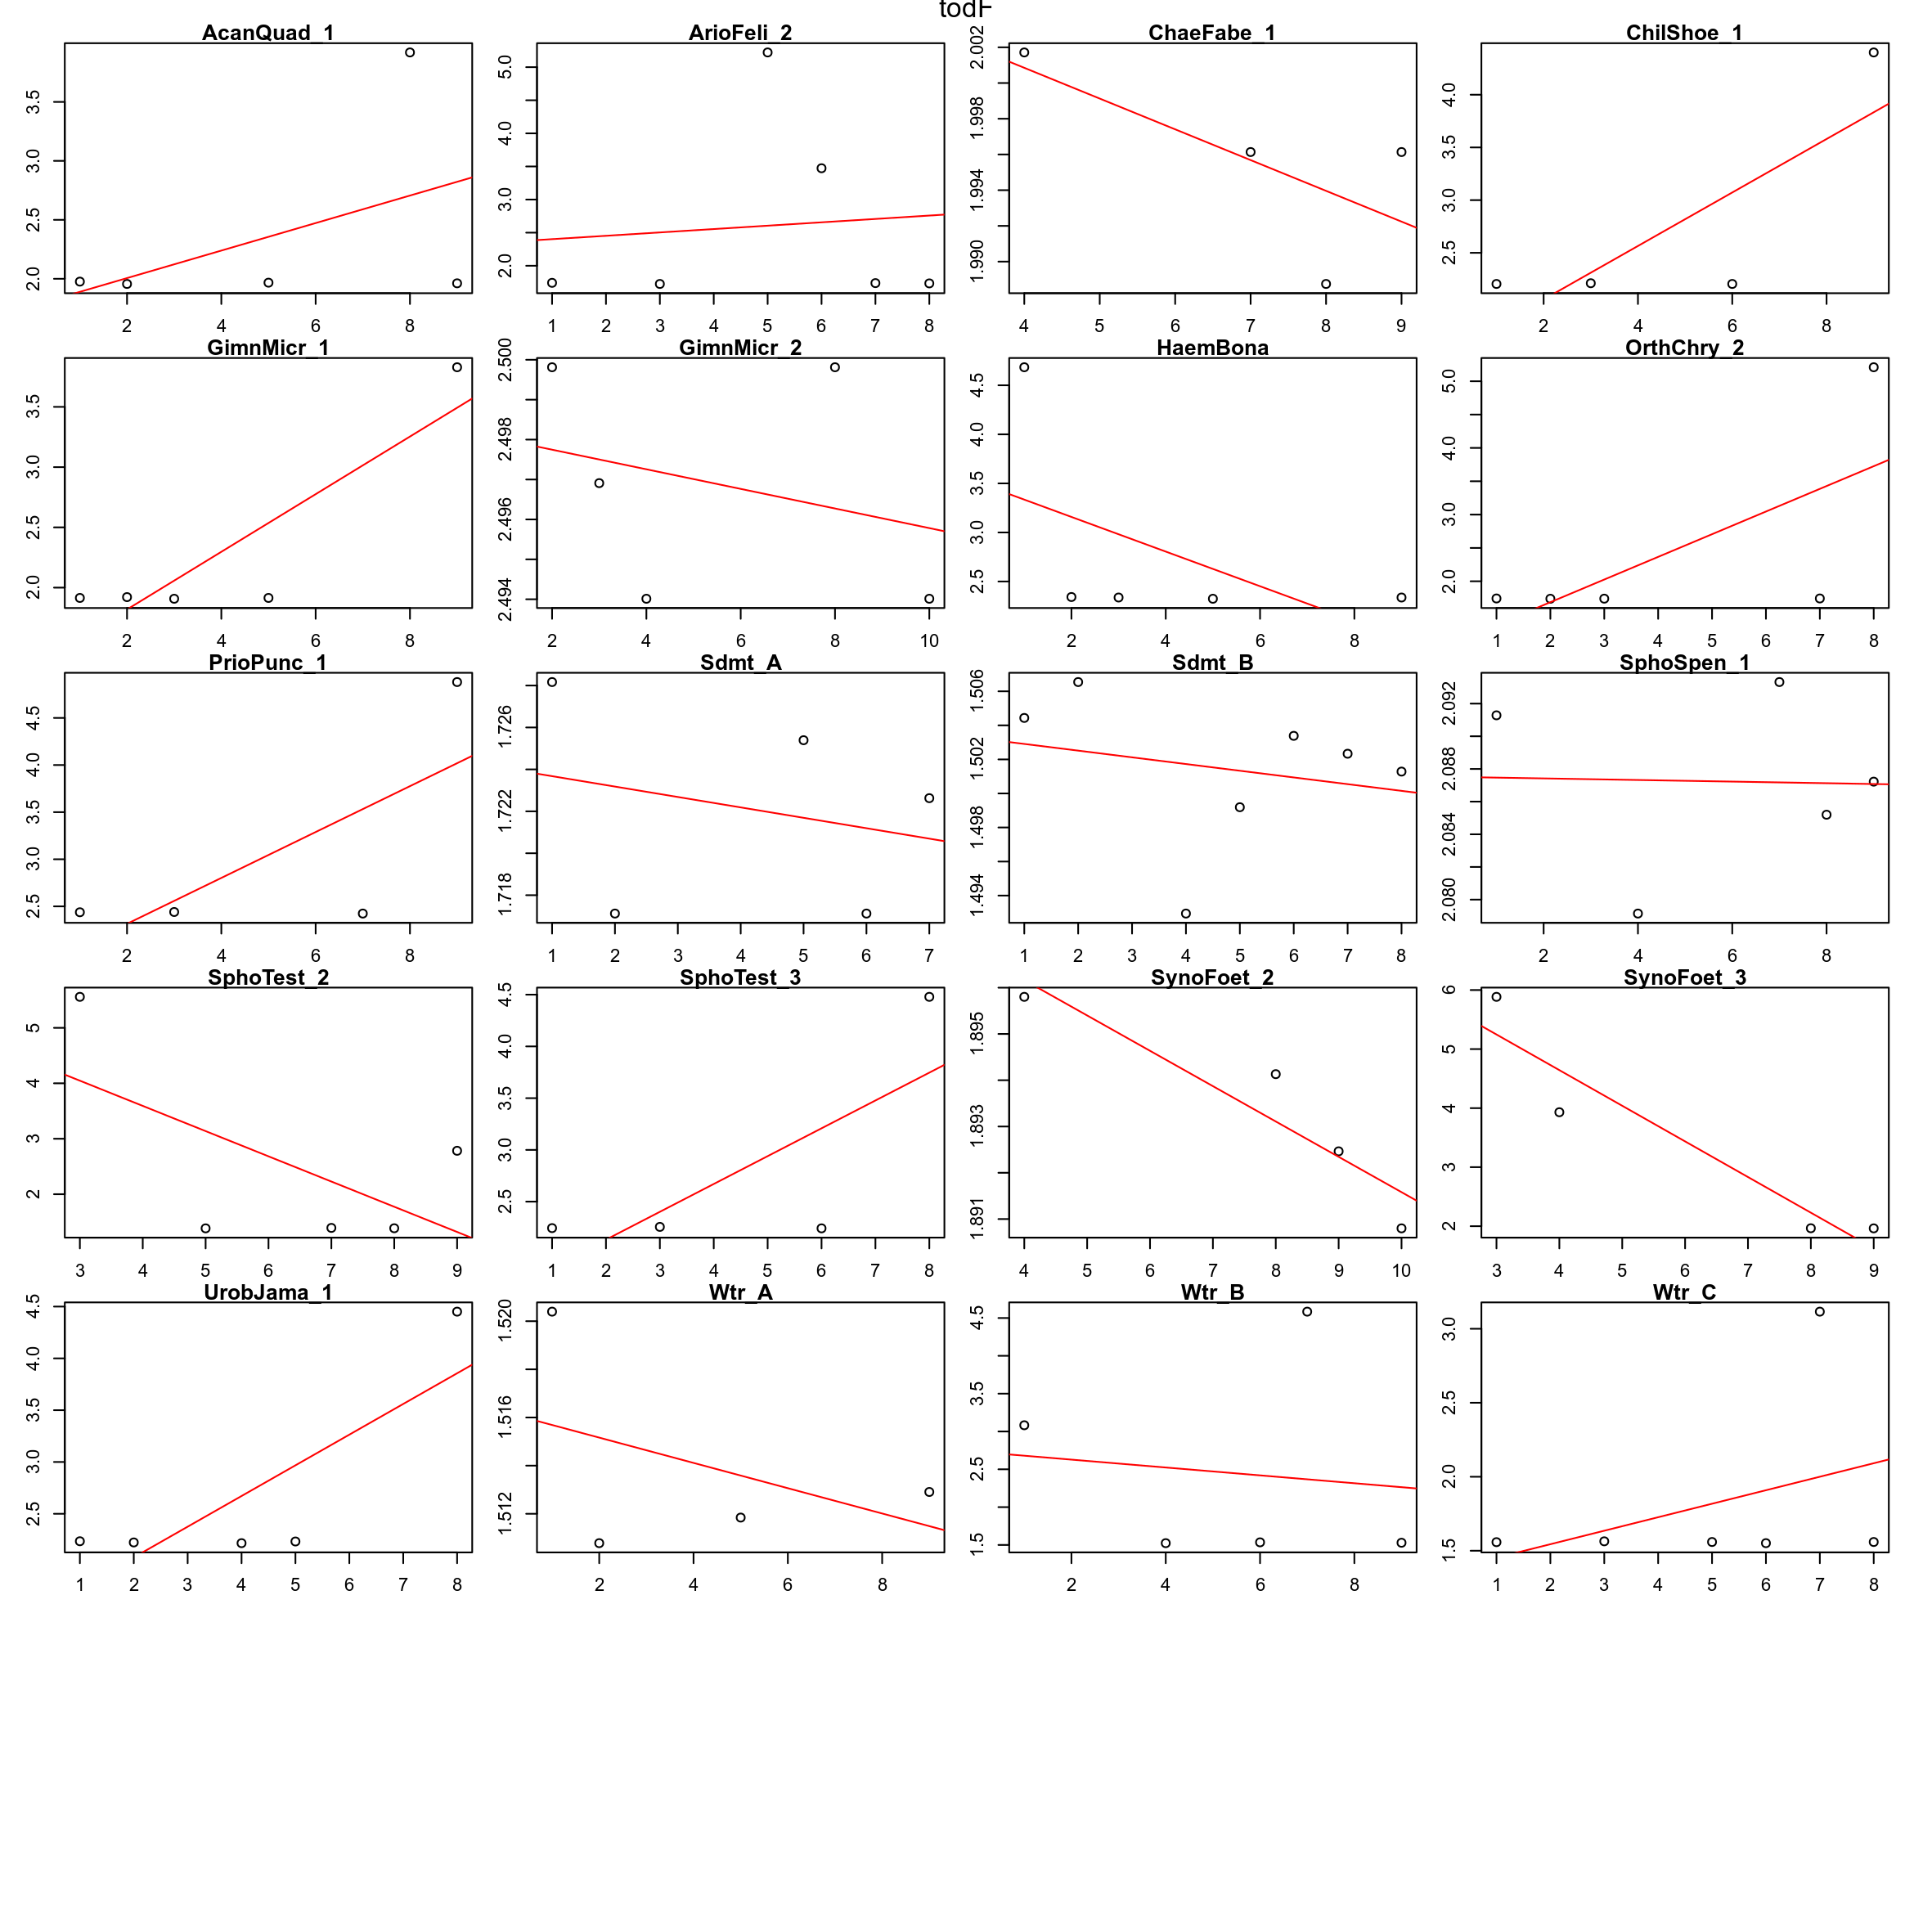 todF
AcanQuad_1 ArioFeli_2 ChaeFabe_1 ChilShoe_1
2.0 2.5 3.0 3.5
2 4 6 8
2.0 3.0 4.0 5.0
1 2 3 4 5 6 7 8
1.990 1.994 1.998 2.002
4 5 6 7 8 9
2.5 3.0 3.5 4.0
2 4 6 8
GimnMicr_1 GimnMicr_2 HaemBona OrthChry_2
2.0 2.5 3.0 3.5
2 4 6 8
2.494 2.496 2.498 2.500
2 4 6 8 10
2.5 3.0 3.5 4.0 4.5
2 4 6 8
2.0 3.0 4.0 5.0
1 2 3 4 5 6 7 8
PrioPunc_1 Sdmt_A Sdmt_B SphoSpen_1
2.5 3.0 3.5 4.0 4.5
2 4 6 8
1.718 1.722 1.726
1 2 3 4 5 6 7
1.494 1.498 1.502 1.506
1 2 3 4 5 6 7 8
2.080 2.084 2.088 2.092
2 4 6 8
SphoTest_2 SphoTest_3 SynoFoet_2 SynoFoet_3
2 3 4 5
3 4 5 6 7 8 9
2.5 3.0 3.5 4.0 4.5
1 2 3 4 5 6 7 8
1.891 1.893 1.895
4 5 6 7 8 9 10
2 3 4 5 6
3 4 5 6 7 8 9
UrobJama_1 Wtr_A Wtr_B Wtr_C
2.5 3.0 3.5 4.0 4.5
1 2 3 4 5 6 7 8
1.512 1.516 1.520
2 4 6 8
1.5 2.5 3.5 4.5
2 4 6 8
1.5 2.0 2.5 3.0
1 2 3 4 5 6 7 8